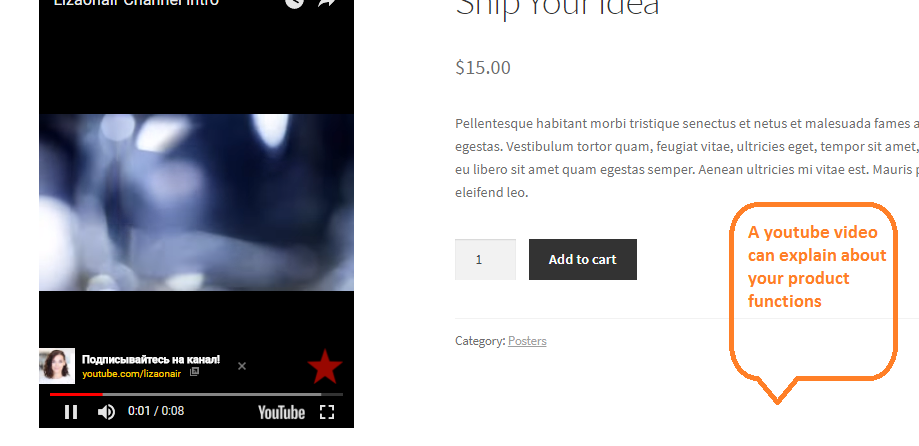 Lizaonair Channel Intro
Подписывайтесь на канал!
youtube.com/lizaonair
0:01 / 0:08
YouTube
Ship Your Idea
$15.00
Pellentesque habitant morbi tristique senectus et netus et malesuada fames a
egestas. Vestibulum tortor quam, feugiat vitae, ultricies eget, tempor sit amet,
eu libero sit amet quam egestas semper. Aenean ultricies mi vitae est. Mauris p
eleifend leo.
1
Add to cart
Category: Posters
A youtube video
can explain about
your product
functions